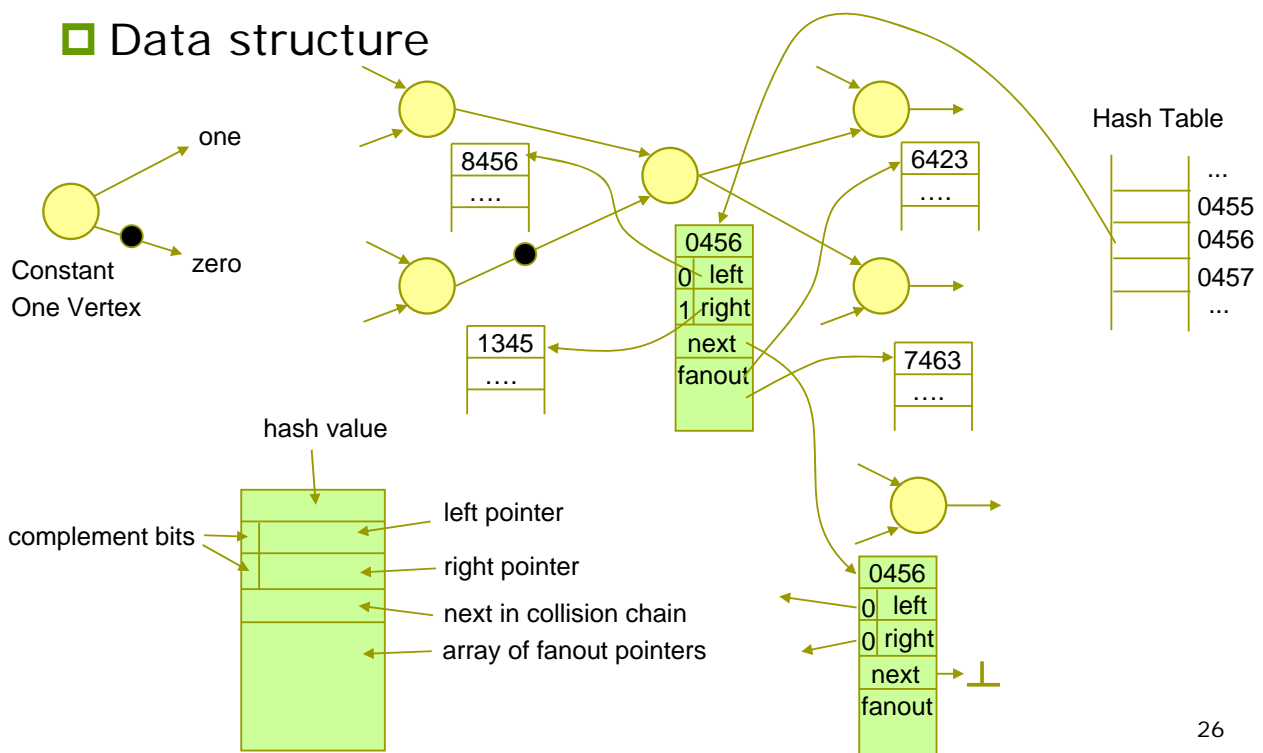 Data structure
one
zero
Constant
One Vertex
8456
....
1345
....
0456
0 left
1 right
next
fanout
6423
....
7463
....
Hash Table
...
0455
0456
0457
...
hash value
complement bits
left pointer
right pointer
next in collision chain
array of fanout pointers
0456
0 left
0 right
next
fanout
26